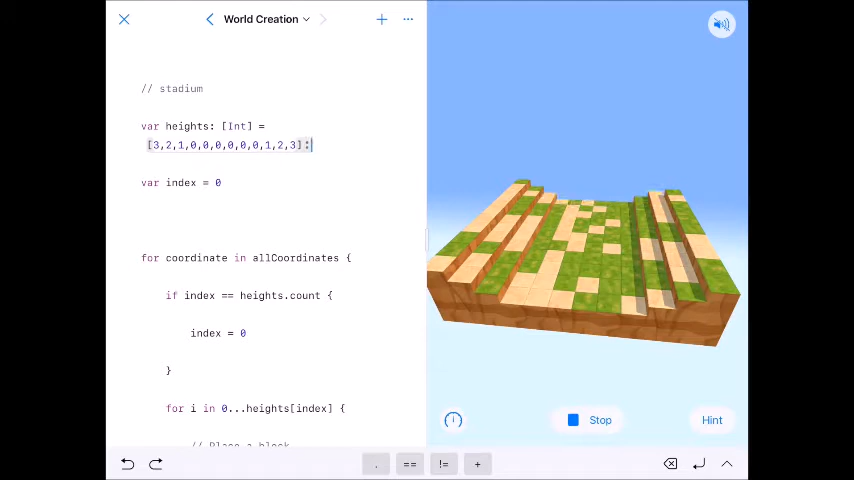 World Creation
// stadium
var heights: [Int] =
[3,2,1,0,0,0,0,0,0,1,2,3]:
var index = 0
for coordinate in allCoordinates {
if index == heights.count {
index = 0
}
for i in 0...heights[index] {
// Place a block
Stop
Hint
. == != +